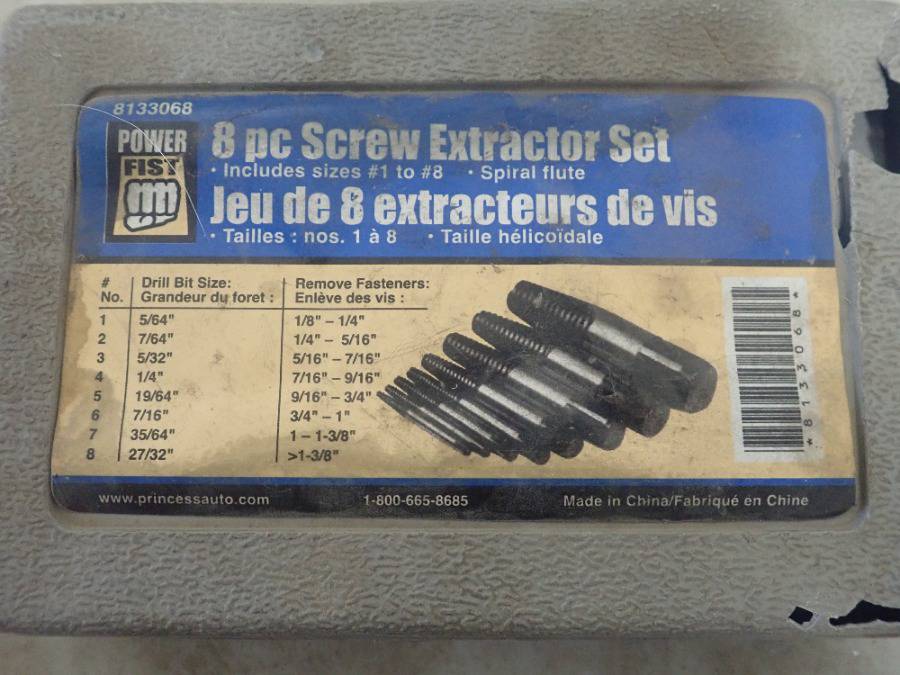 8133068
POWER
FIST
8 pc Screw Extractor Set
• Includes sizes #1 to #8 • Spiral flute
Jeu de 8 extracteurs de vis
• Tailles : nos. 1 à 8 • Taille hélicoïdale
# Drill Bit Size: Remove Fasteners:
No. Grandeur du foret : Enlève des vis :
1 5/64" 1/8" – 1/4"
2 7/64" 1/4" – 5/16"
3 5/32" 5/16" – 7/16"
4 1/4" 7/16" – 9/16"
5 19/64" 9/16" – 3/4"
6 7/16" 3/4" – 1"
7 35/64" 1 – 1-3/8"
8 27/32" >1-3/8"
*8133068*
www.princessauto.com 1-800-665-8685 Made in China/Fabriqué en Chine